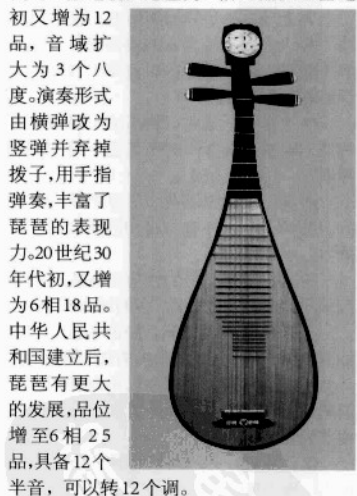 初又增为12
品，音域扩
大为3个八
度。演奏形式
由横弹改为
竖弹并弃掉
拨子,用手指
弹奏,丰富了
琵琶的表现
力。20世纪30
年代初,又增
为6相18品。
中华人民共
和国建立后,
琵琶有更大
的发展,品位
增至6相25
品,具备12个
半音，可以转12个调。